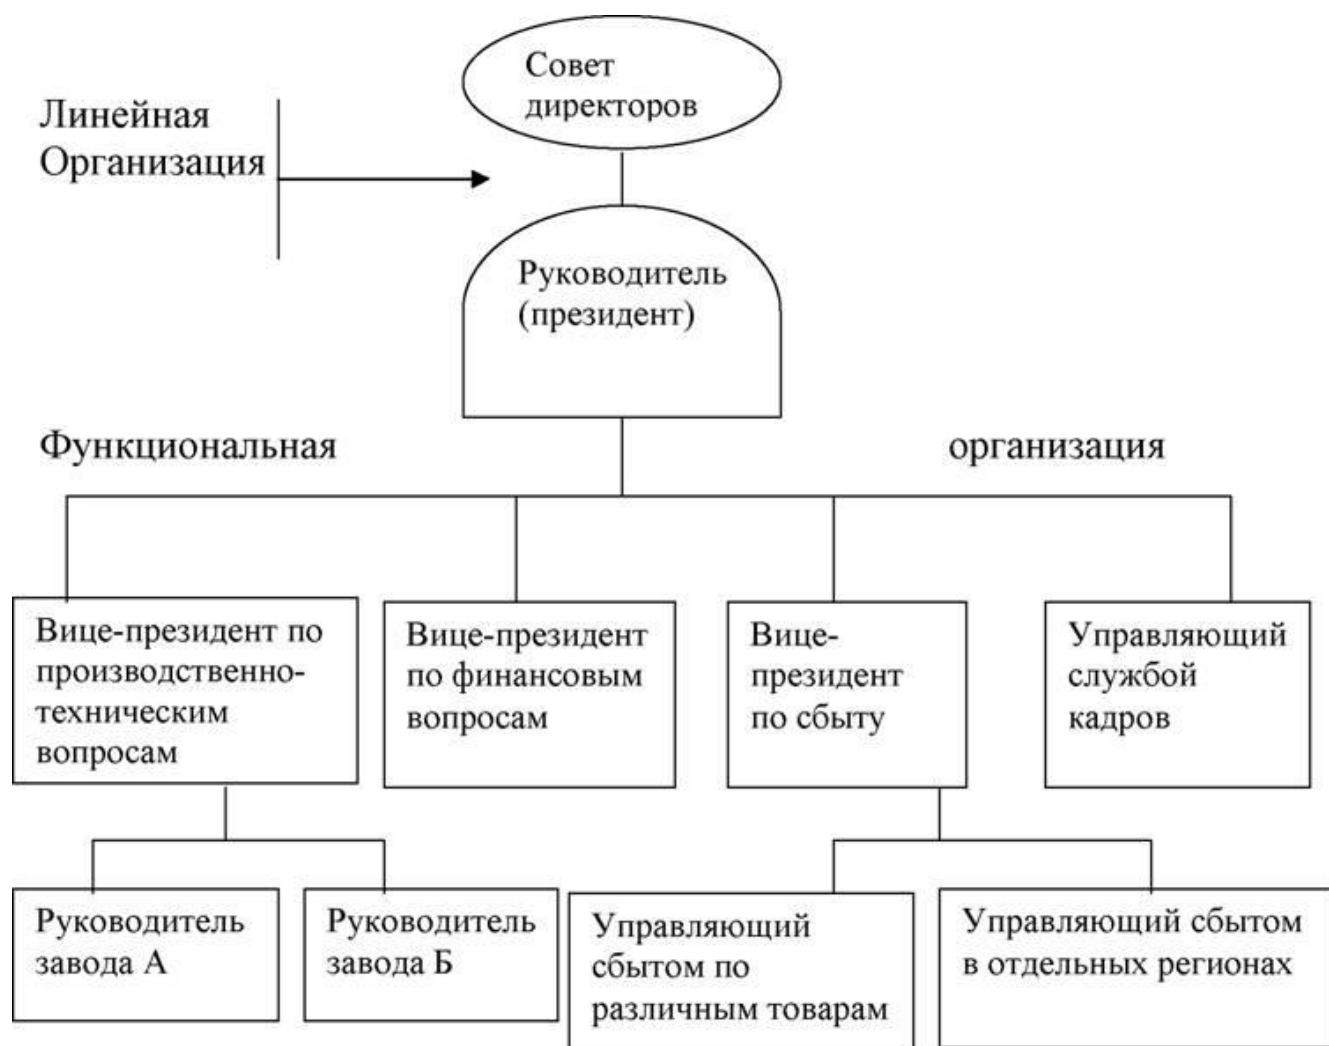 Совет
директоров
Линейная
Организация
Руководитель
(президент)
Функциональная
организация
Вице-президент по
производственно-
техническим
вопросам
Вице-президент
по финансовым
вопросам
Вице-
президент
по сбыту
Управляющий
службой
кадров
Руководитель
завода А
Руководитель
завода Б
Управляющий
сбытом по
различным товарам
Управляющий сбытом
в отдельных регионах